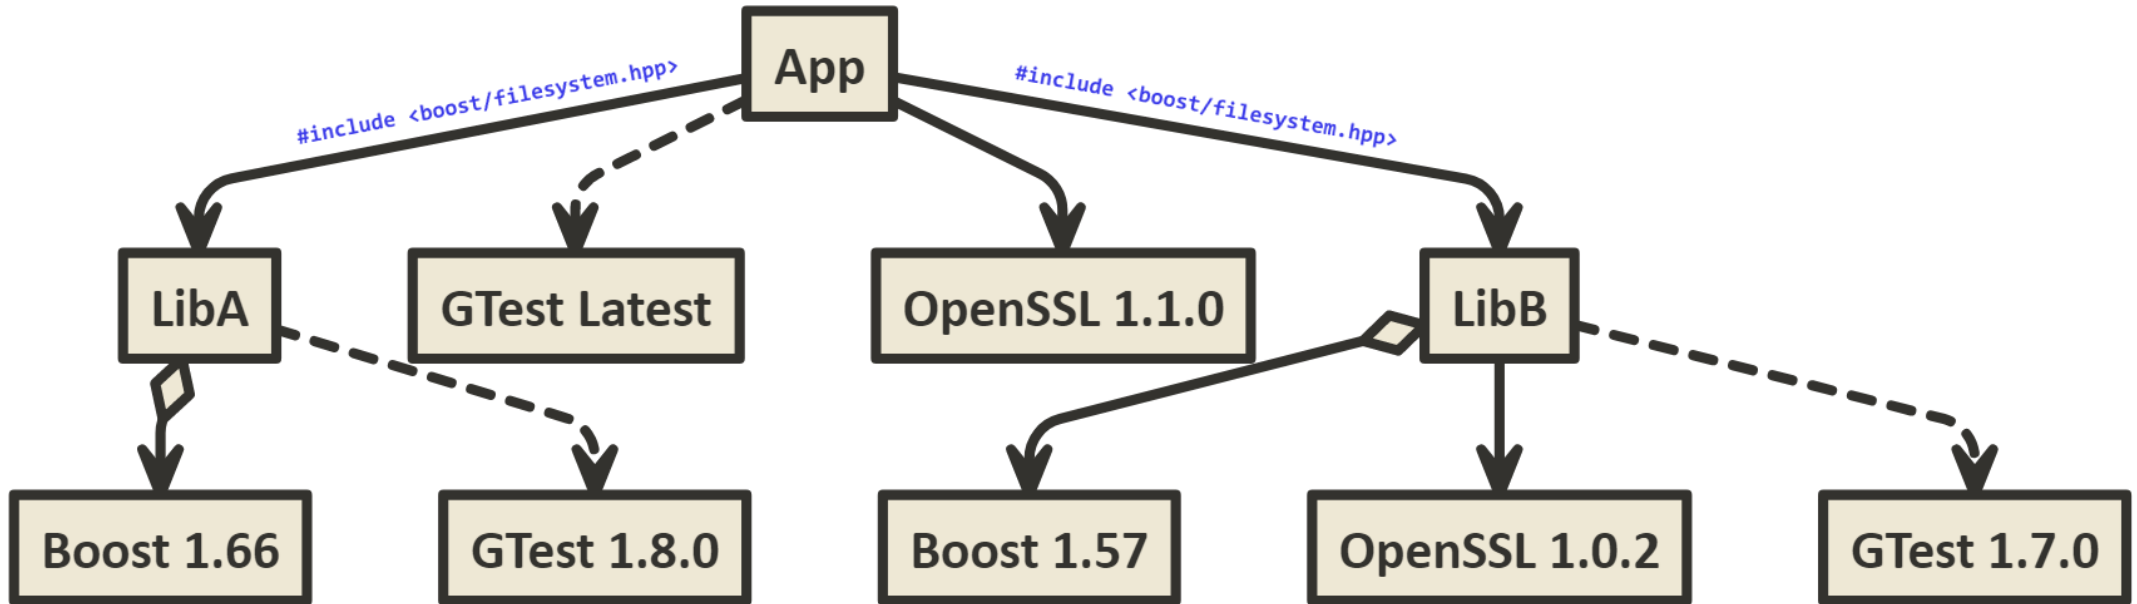 App
#include <boost/filesystem.hpp>
#include <boost/filesystem.hpp>
LibA
GTest Latest
OpenSSL 1.1.0
LibB
Boost 1.66
GTest 1.8.0
Boost 1.57
OpenSSL 1.0.2
GTest 1.7.0